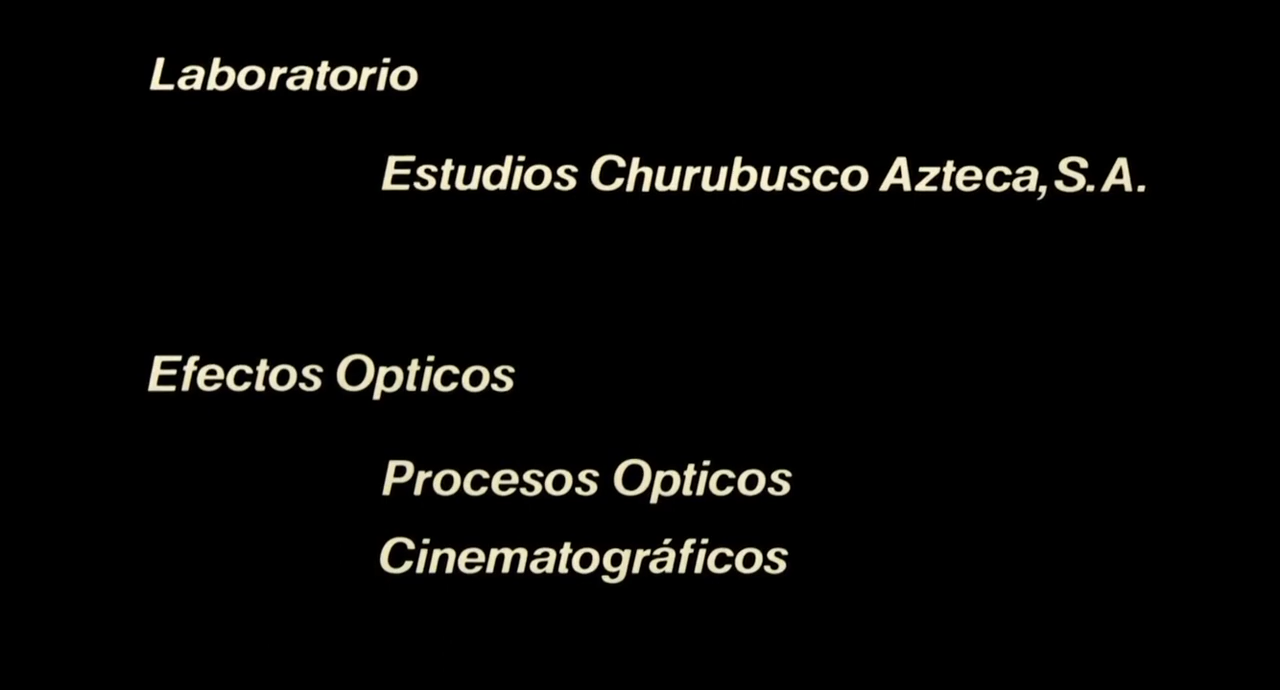 Laboratorio
Estudios Churubusco Azteca, S.A.
Efectos Opticos
Procesos Opticos
Cinematográficos